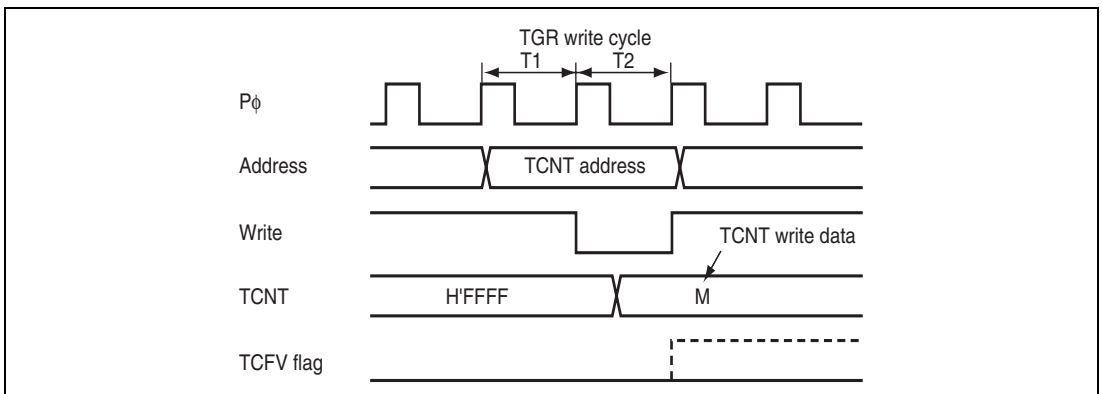 TGR write cycle
T1 T2
Pϕ
Address TCNT address
Write TCNT write data
TCNT H'FFFF M
TCFV flag